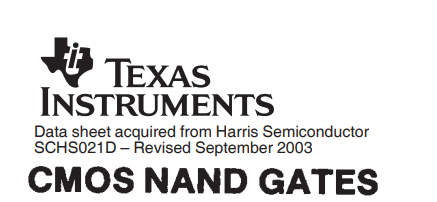 TEXAS
INSTRUMENTS
Data sheet acquired from Harris Semiconductor
SCHS021D – Revised September 2003
CMOS NAND GATES